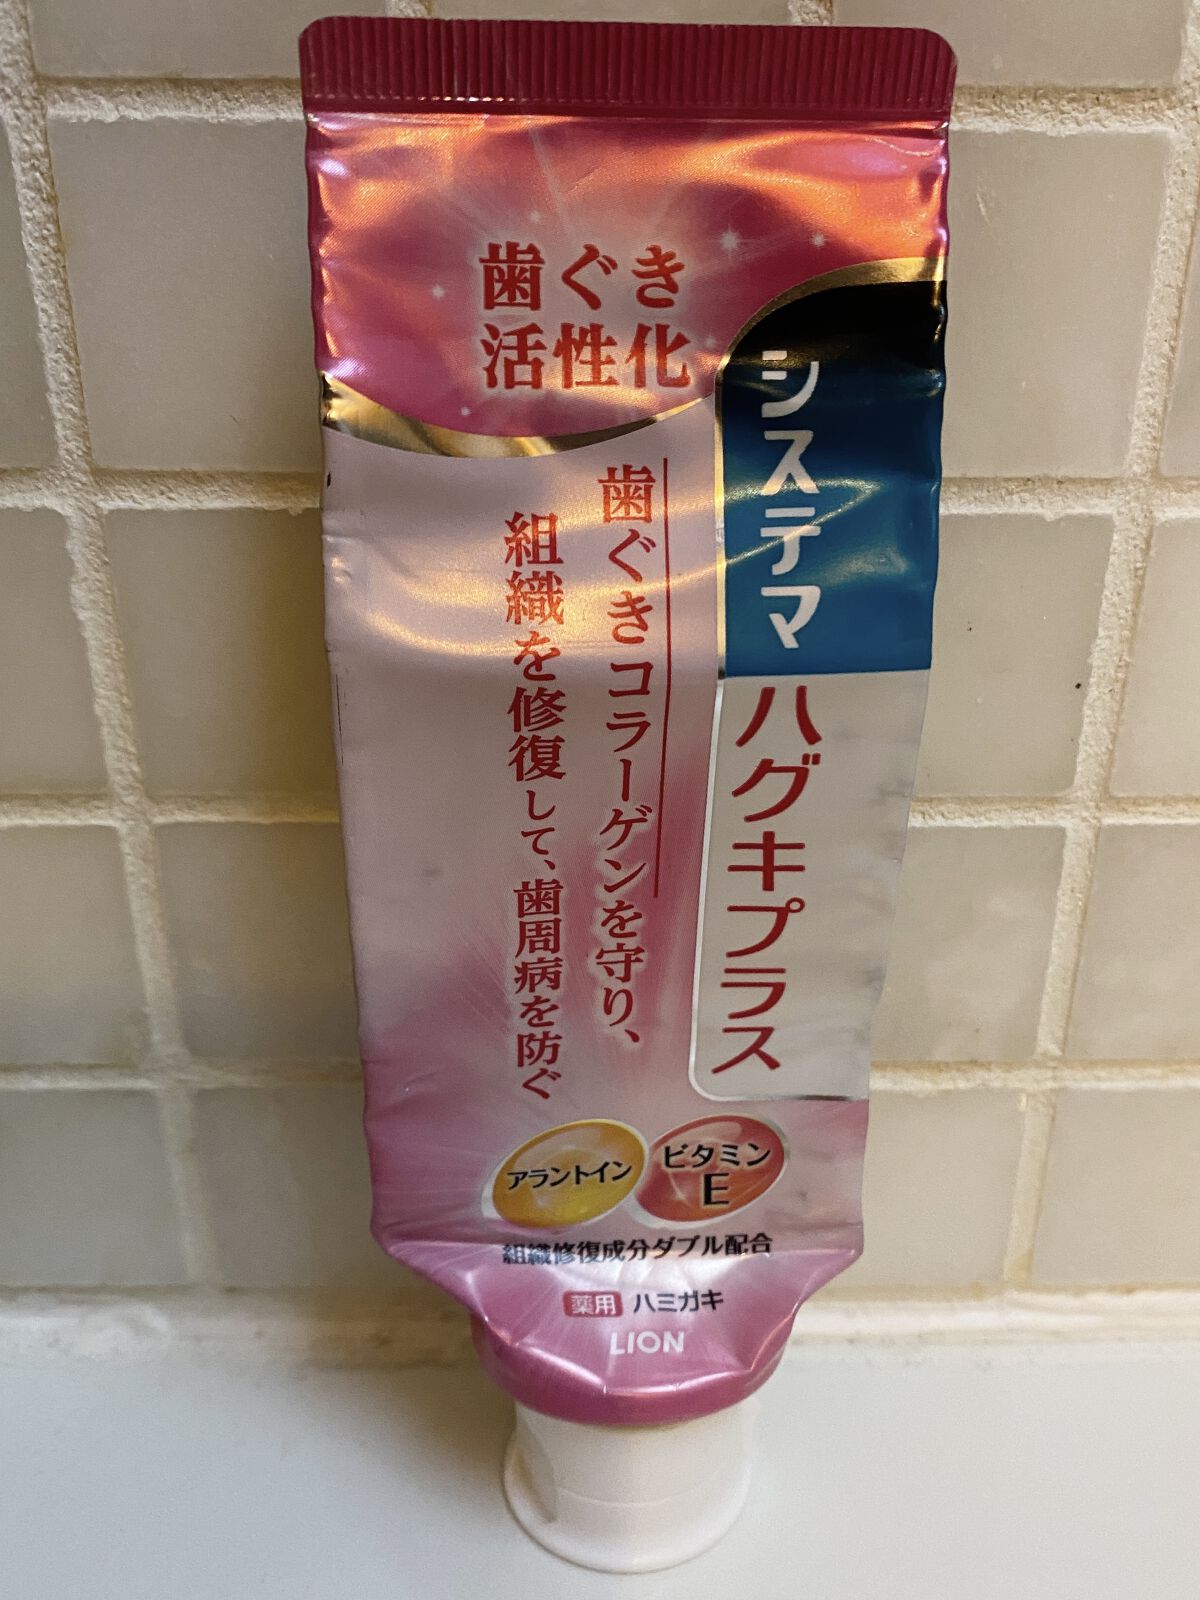 歯ぐき
活性化
システマ
ハグキプラス
歯ぐきコラーゲンを守り、
組織を修復して、歯周病を防ぐ
アラントイン
ビタミン
E
組織修復成分ダブル配合
薬用 ハミガキ
LION